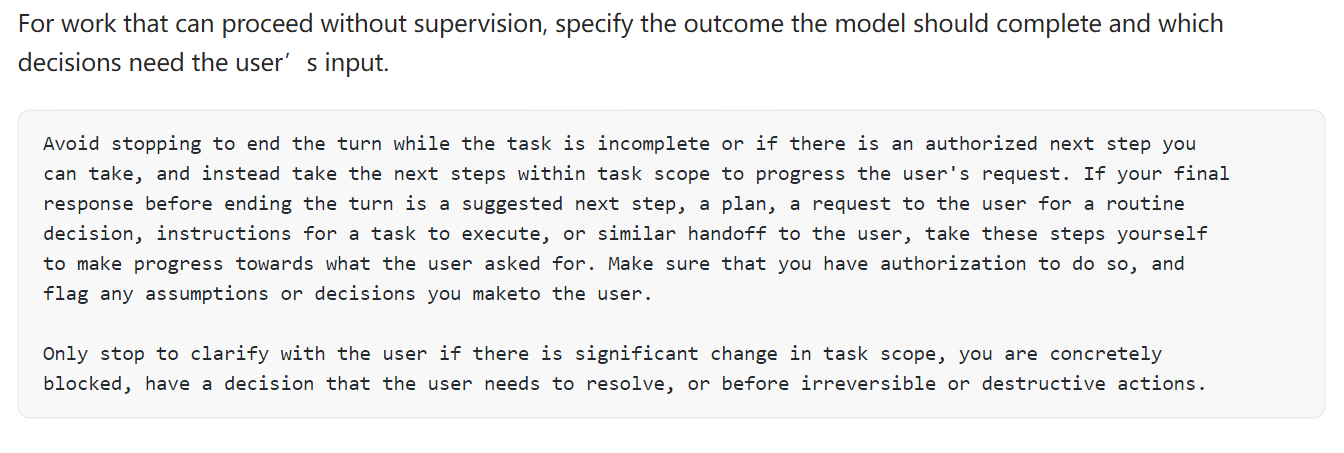 For work that can proceed without supervision, specify the outcome the model should complete and which
decisions need the user’s input.
Avoid stopping to end the turn while the task is incomplete or if there is an authorized next step you
can take, and instead take the next steps within task scope to progress the user's request. If your final
response before ending the turn is a suggested next step, a plan, a request to the user for a routine
decision, instructions for a task to execute, or similar handoff to the user, take these steps yourself
to make progress towards what the user asked for. Make sure that you have authorization to do so, and
flag any assumptions or decisions you maketo the user.
Only stop to clarify with the user if there is significant change in task scope, you are concretely
blocked, have a decision that the user needs to resolve, or before irreversible or destructive actions.